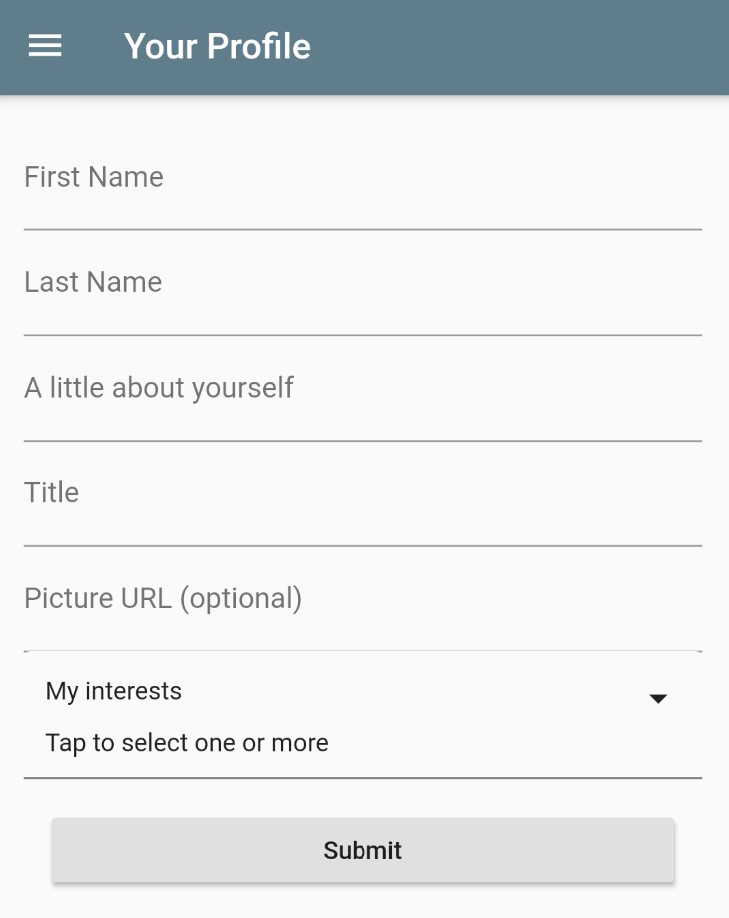 Your Profile
First Name
Last Name
A little about yourself
Title
Picture URL (optional)
My interests
Tap to select one or more
Submit